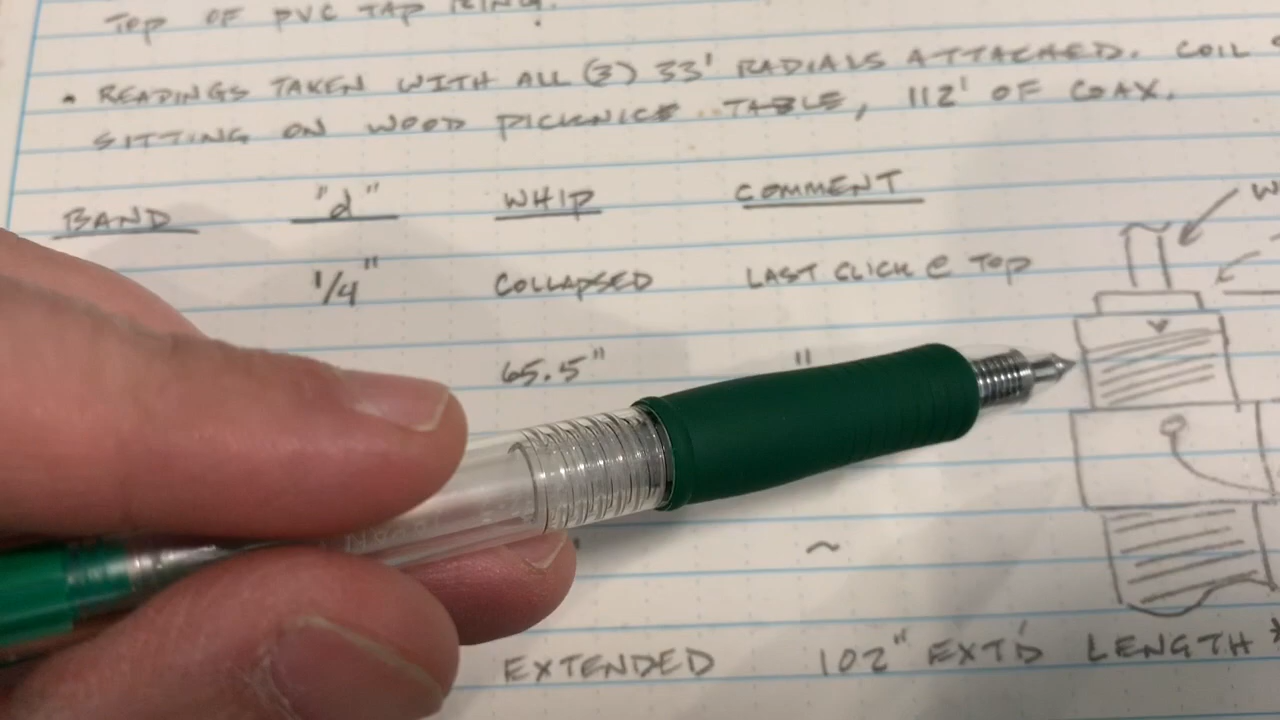 TOP OF PVC TAP RING.
• READINGS TAKEN WITH ALL (3) 33' RADIALS ATTACHED. COIL
SITTING ON WOOD PICKNICK TABLE, 112' OF COAX.
BAND "d" WHIP COMMENT
1/4" COLLAPSED LAST CLICK @ TOP
65.5" "
~
EXTENDED 102" EXT'D LENGTH *